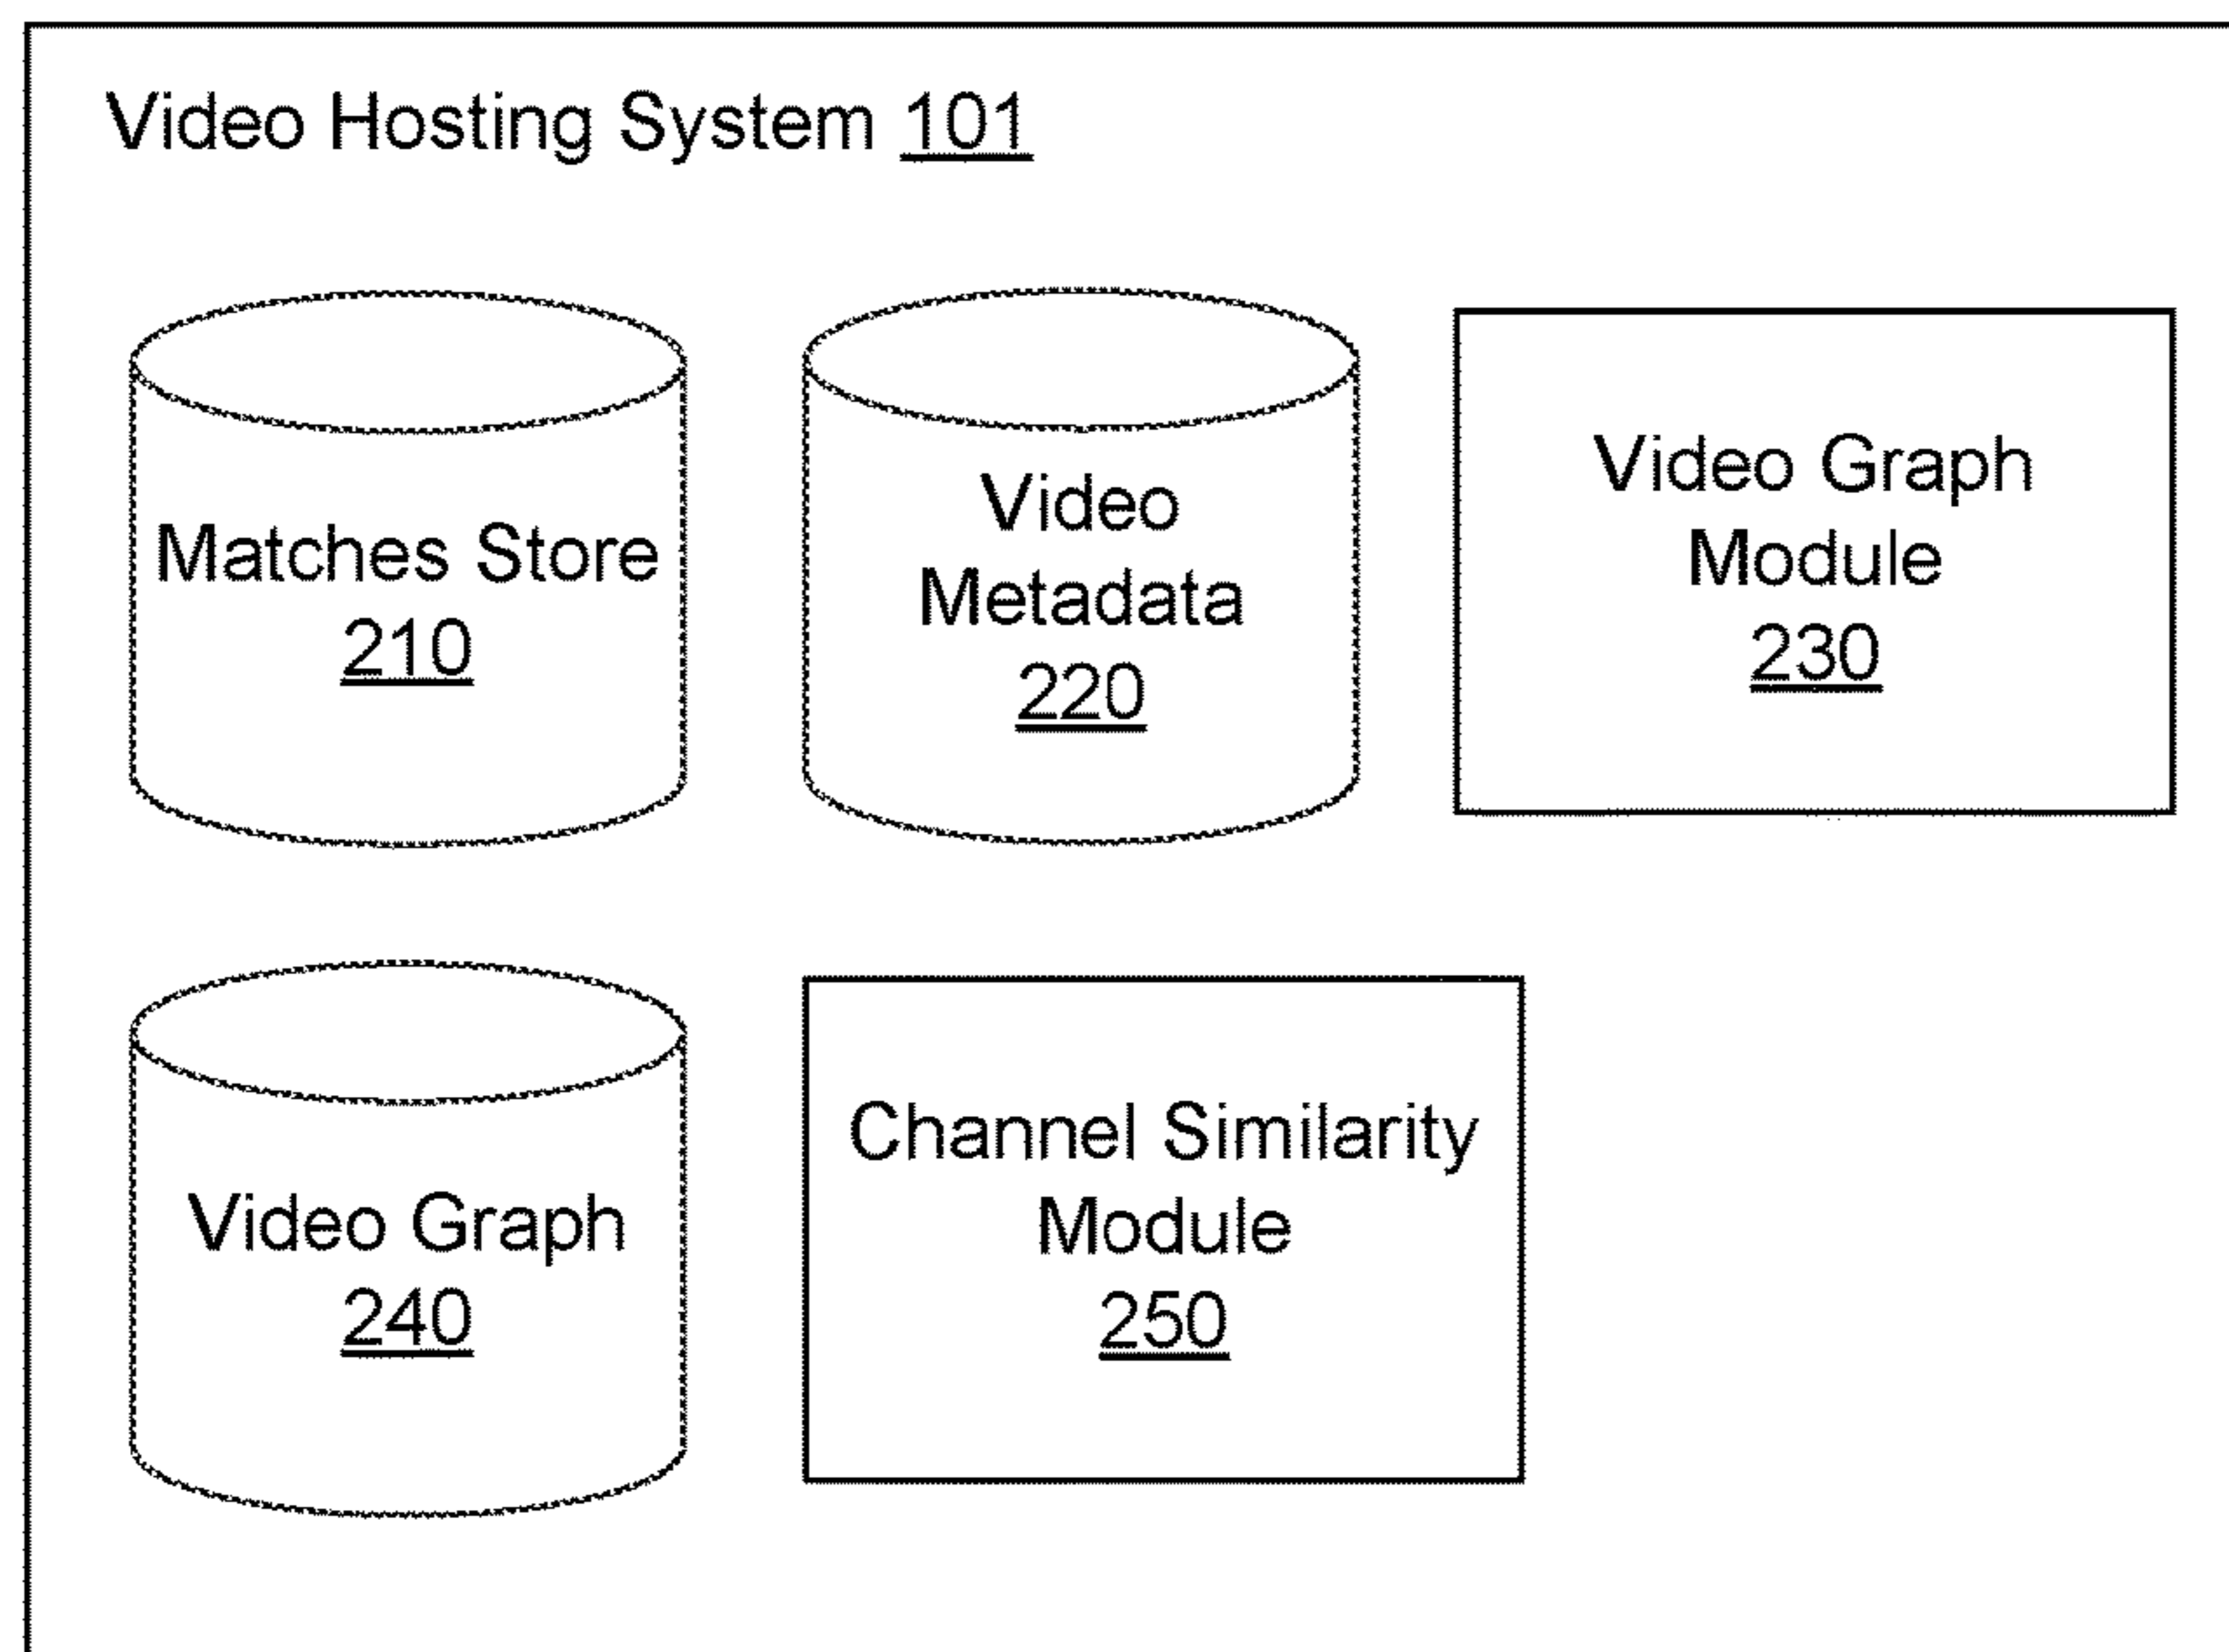 Video Hosting System 101
Matches Store
210
Video
Metadata
220
Video Graph
Module
230
Video Graph
240
Channel Similarity
Module
250